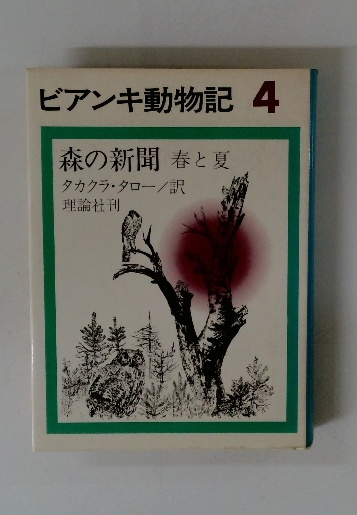 ビアンキ動物記 4
森の新聞 春と夏
タカクラ・タロー/訳
理論社刊